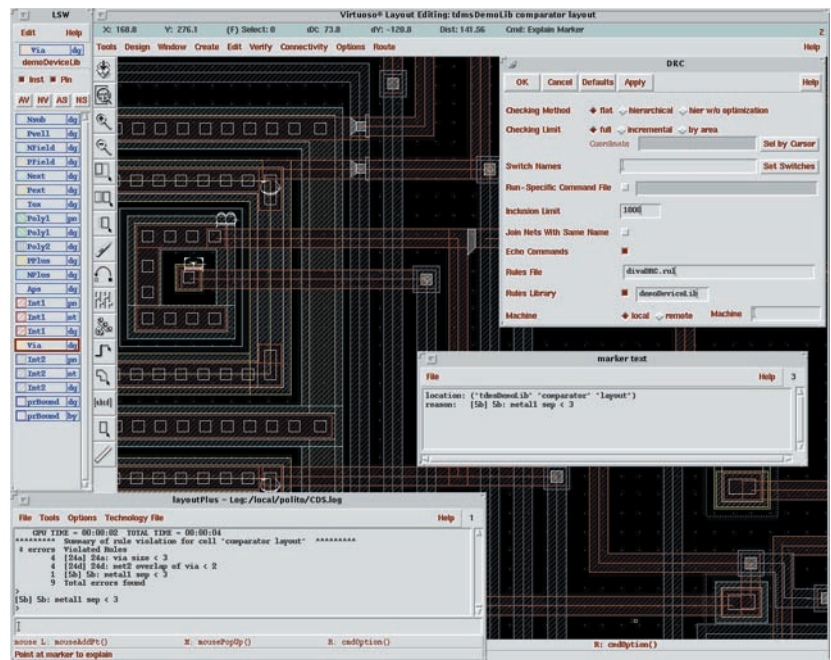 LSW
Edit Help
Via dg
demoDeviceLib
Inst Pin
AV NV AS NS
Nsub dg
Pwell dg
NField dg
PField dg
Next dg
Pext dg
Tox dg
Poly1 pn
Poly1 dg
Poly2 dg
PPlus dg
NPlus dg
Apn dg
Int1 pn
Int1 nt
Int1 dg
Via dg
Int2 pn
Int2 nt
Int2 dg
prBound dg
prBound by
Virtuoso® Layout Editing: tdmsDemoLib comparator layout
X: 168.0 Y: 276.1 (F) Select: 0 dX: 73.8 dY: -120.8 Dist: 141.56 Cmd: Explain Marker 2
Tools Design Window Create Edit Verify Connectivity Options Route Help
[abcd]
DRC
OK Cancel Defaults Apply Help
Checking Method flat hierarchical hier w/o optimization
Checking Limit full incremental by area
Coordinate Sel by Cursor
Switch Names Set Switches
Run-Specific Command File
Inclusion Limit 1000
Join Nets With Same Name
Echo Commands
Rules File divaDRC.rul
Rules Library demoDeviceLib
Machine local remote Machine
marker text
File Help 3
location: ("tdmsDemoLib" "comparator" "layout")
reason: [5b] 5b: metal1 sep < 3
layoutPlus - Log: /local/polito/CDS.log
File Tools Options Technology File Help 1
CPU TIME = 00:00:02 TOTAL TIME = 00:00:04
********* Summary of rule violation for cell "comparator layout" *********
# errors Violated Rules
4 [24a] 24a: via size < 3
4 [24d] 24d: met2 overlap of via < 2
1 [5b] 5b: metal1 sep < 3
9 Total errors found
>
[5b] 5b: metal1 sep < 3
>
mouse L: mouseAddPt() M: mousePopUp() R: cmdOption()
Point at marker to explain
R: cmdOption()